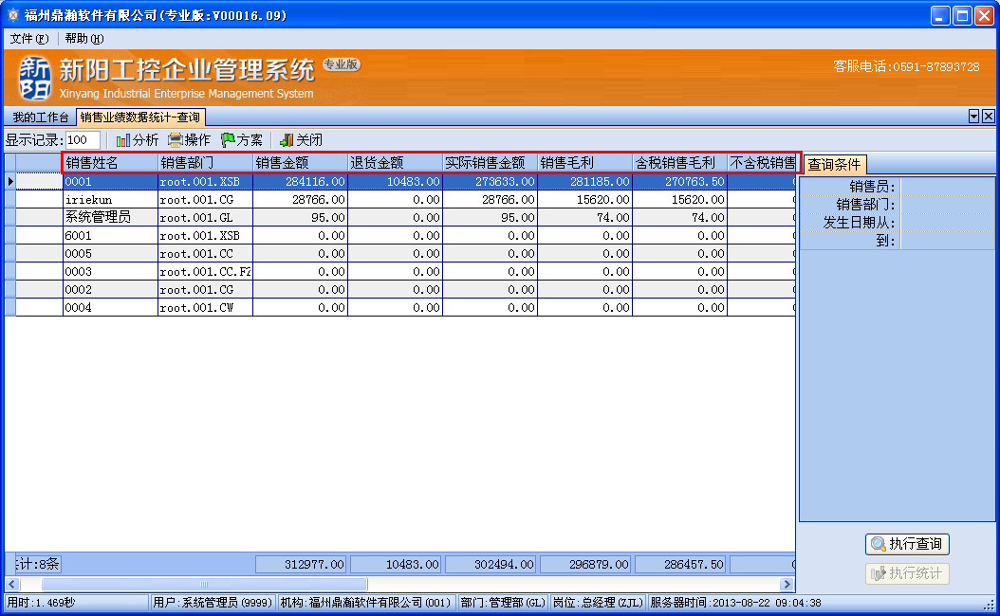 福州鼎瀚软件有限公司(专业版:V00016.09)
文件(F) 帮助(H)
新阳
新阳工控企业管理系统 专业版
Xinyang Industrial Enterprise Management System
客服电话:0591-87893728
我的工作台 销售业绩数据统计-查询
显示记录: 100 分析 操作 方案 关闭
销售姓名 销售部门 销售金额 退货金额 实际销售金额 销售毛利 含税销售毛利 不含税销售
0001 root.001.XSB 284116.00 10483.00 273633.00 281185.00 270763.50
iriekun root.001.CG 28766.00 0.00 28766.00 15620.00 15620.00
系统管理员 root.001.GL 95.00 0.00 95.00 74.00 74.00
6001 root.001.XSB 0.00 0.00 0.00 0.00 0.00
0005 root.001.CC 0.00 0.00 0.00 0.00 0.00
0003 root.001.CC.FZ 0.00 0.00 0.00 0.00 0.00
0002 root.001.CG 0.00 0.00 0.00 0.00 0.00
0004 root.001.CW 0.00 0.00 0.00 0.00 0.00
计:8条 312977.00 10483.00 302494.00 296879.00 286457.50
查询条件
销售员:
销售部门:
发生日期从:
到:
执行查询
执行统计
用时:1.469秒 用户:系统管理员(9999) 机构:福州鼎瀚软件有限公司(001) 部门:管理部(GL) 岗位:总经理(ZJL) 服务器时间:2013-08-22 09:04:38